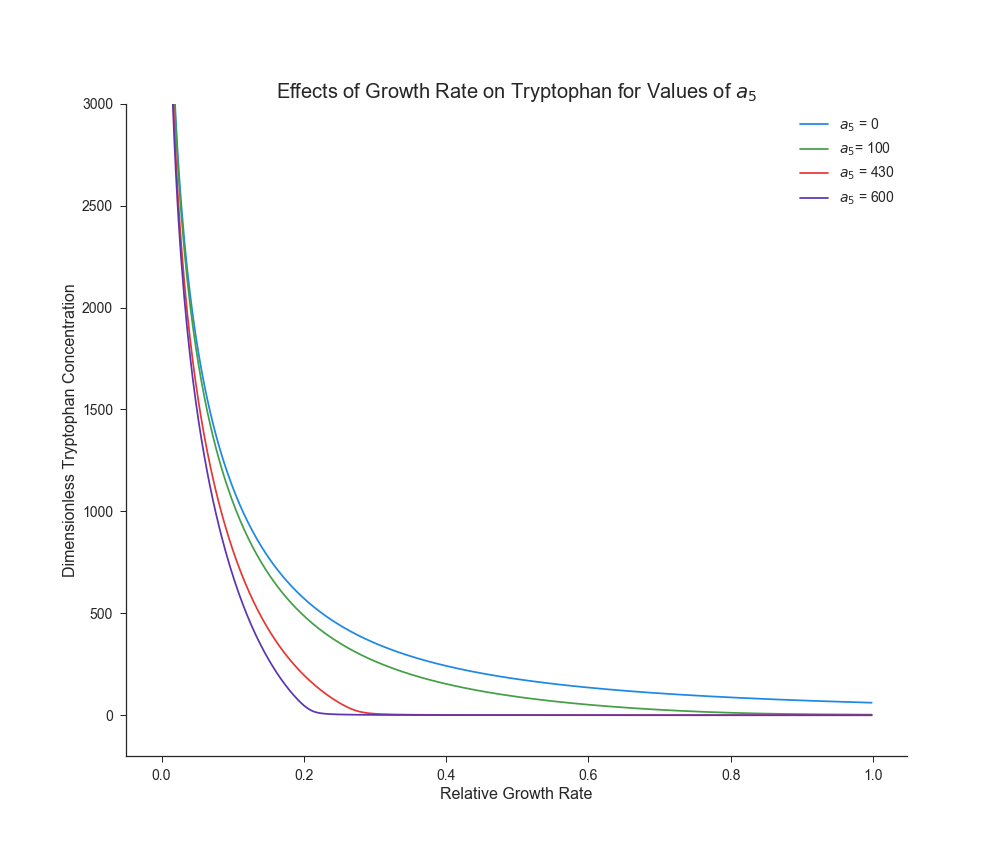 Effects of Growth Rate on Tryptophan for Values of a₅
a₅ = 0
a₅= 100
a₅ = 430
a₅ = 600
3000
2500
2000
1500
1000
500
0
Dimensionless Tryptophan Concentration
0.0 0.2 0.4 0.6 0.8 1.0
Relative Growth Rate